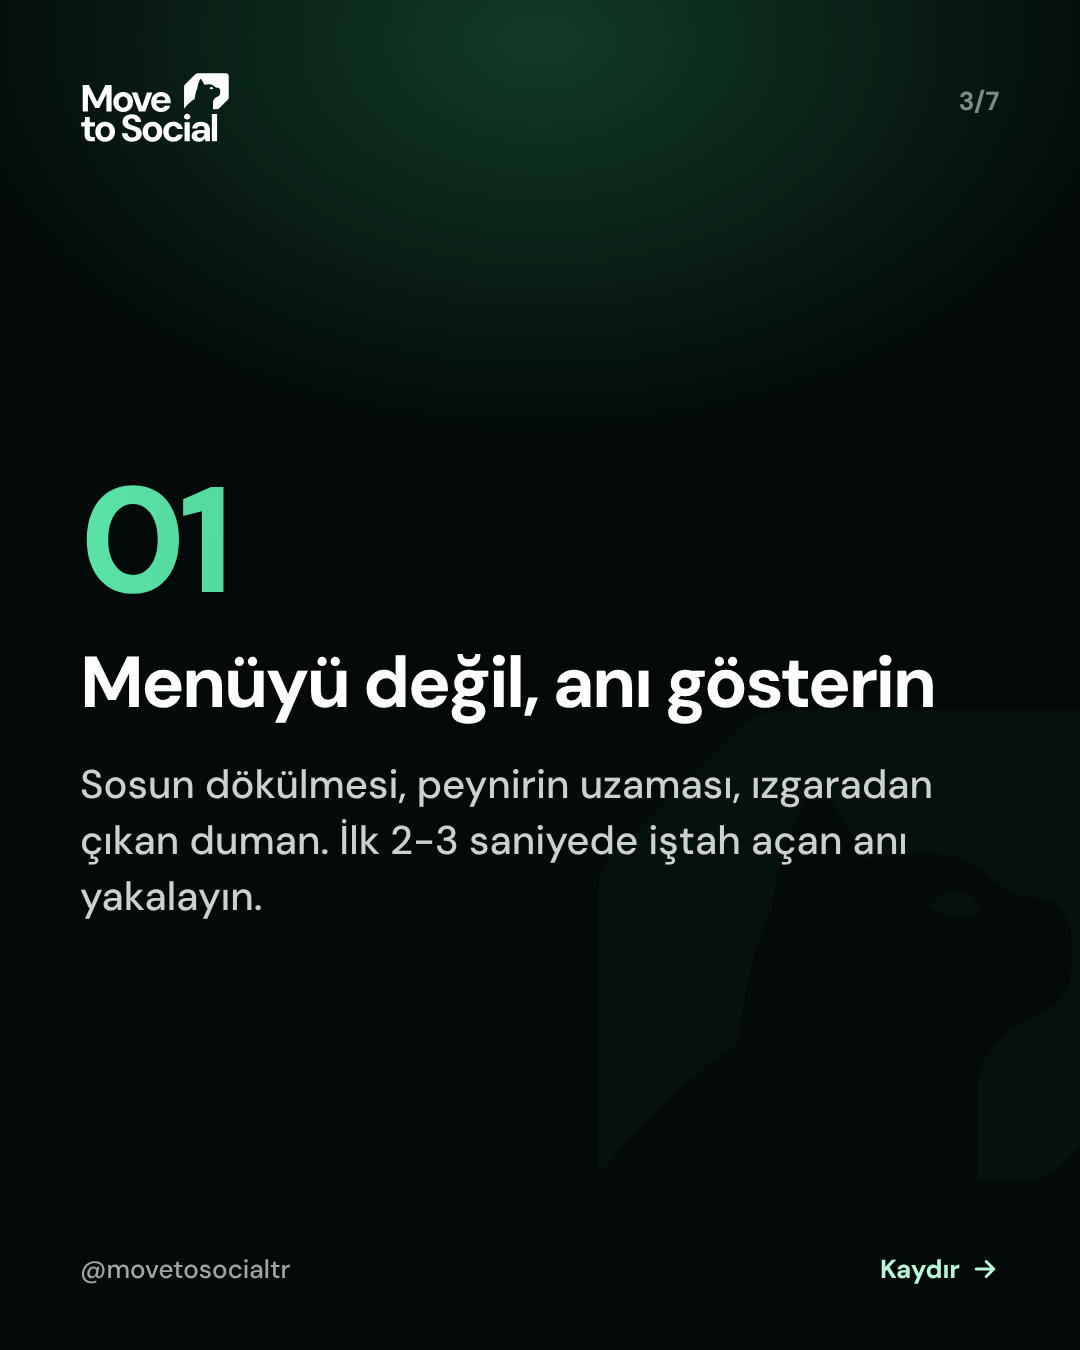 Move
to Social
3/7
01
Menüyü değil, anı gösterin
Sosun dökülmesi, peynirin uzaması, ızgaradan
çıkan duman. İlk 2-3 saniyede iştah açan anı
yakalayın.
@movetosocialtr
Kaydır →